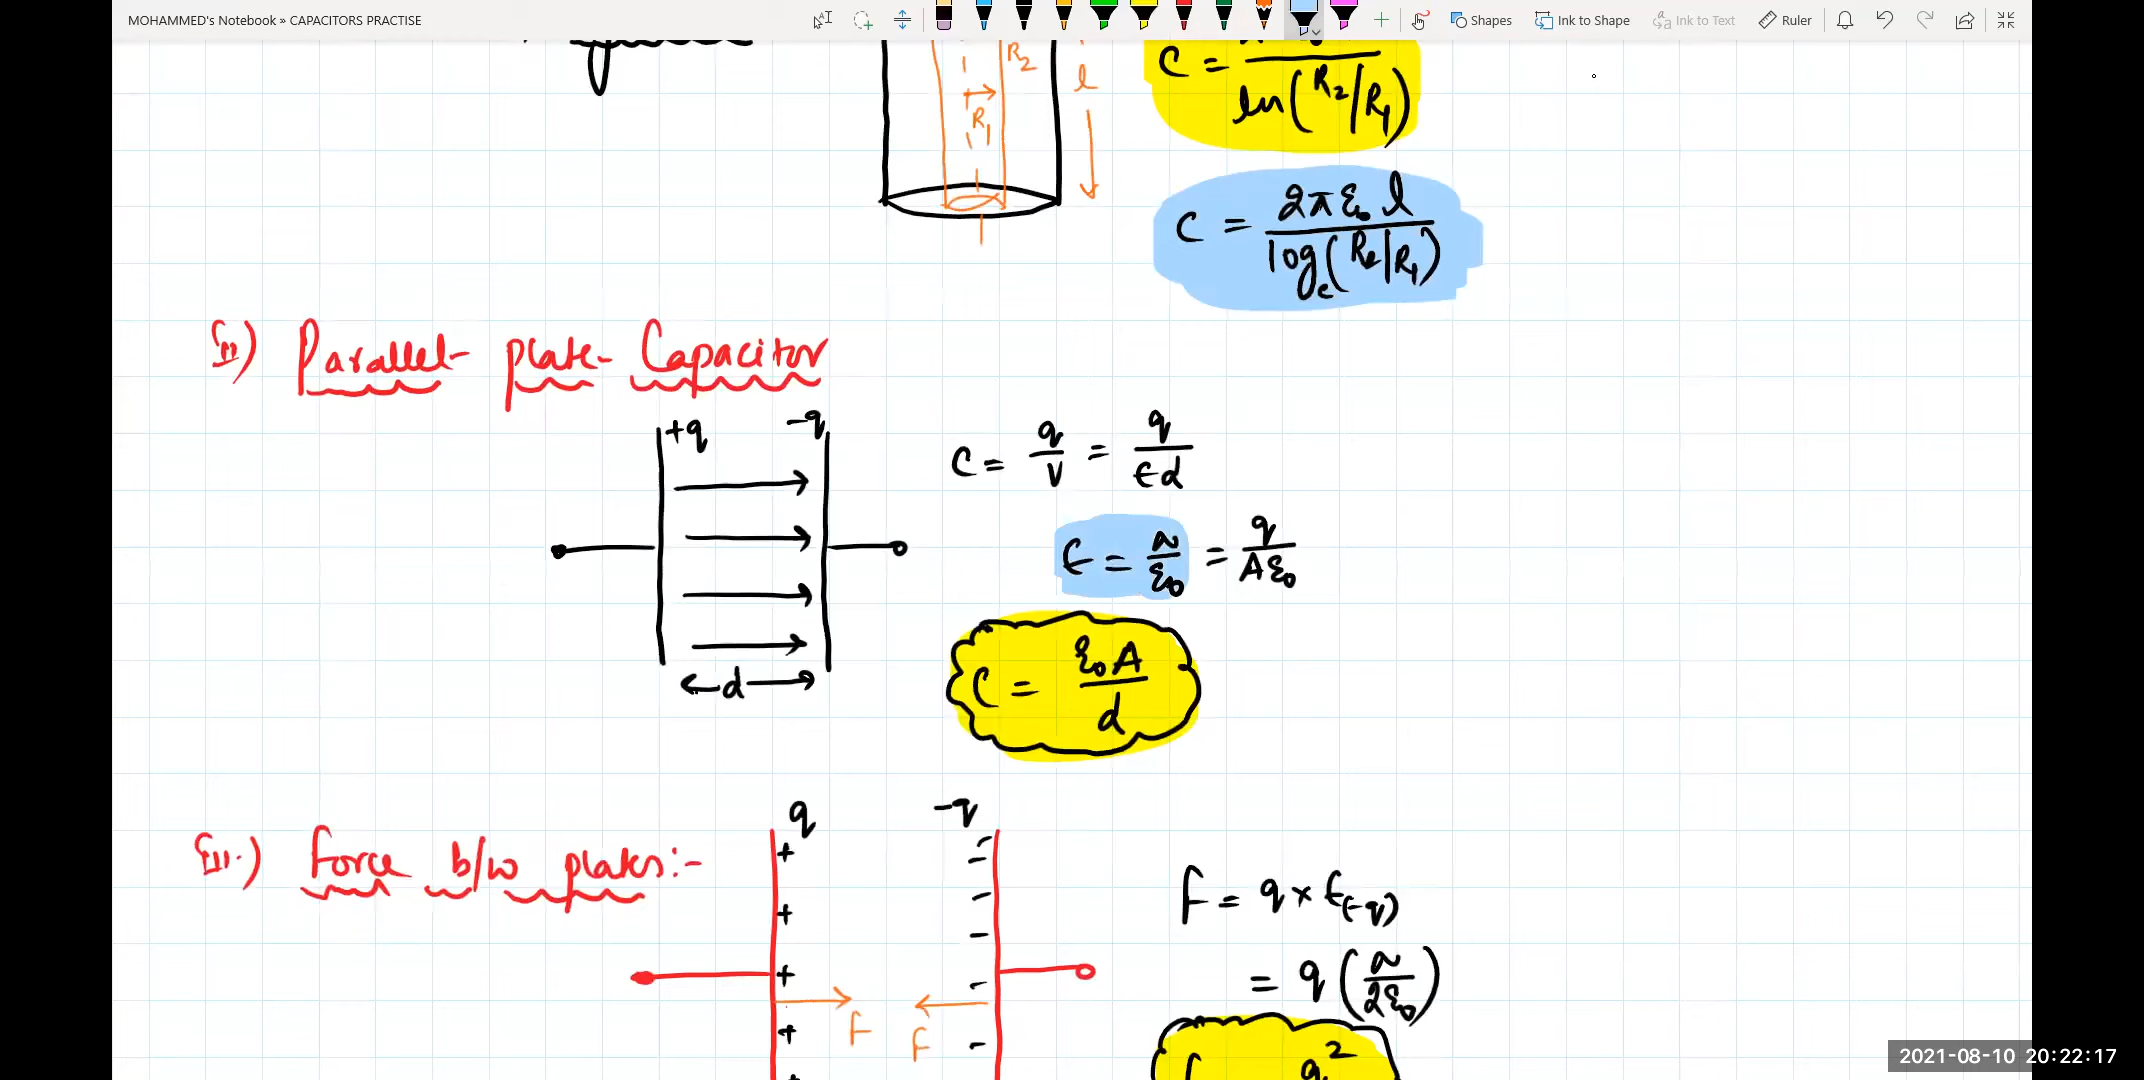 MOHAMMED's Notebook » CAPACITORS PRACTISE
Shapes
Ink to Shape
Ink to Text
Ruler
R2
l
R1
C =
ln(R2/R1)
C = 2πε0 l / loge(R2/R1)
II) Parallel-plate-Capacitor
+q -q
C = q/V = q/Ed
E = σ/ε0 = q/Aε0
C = ε0A/d
d
III.) Force b/w plates:-
q -q
+ -
F F
F = q × E(-q)
= q (σ/2ε0)
q2
2021-08-10 20:22:17